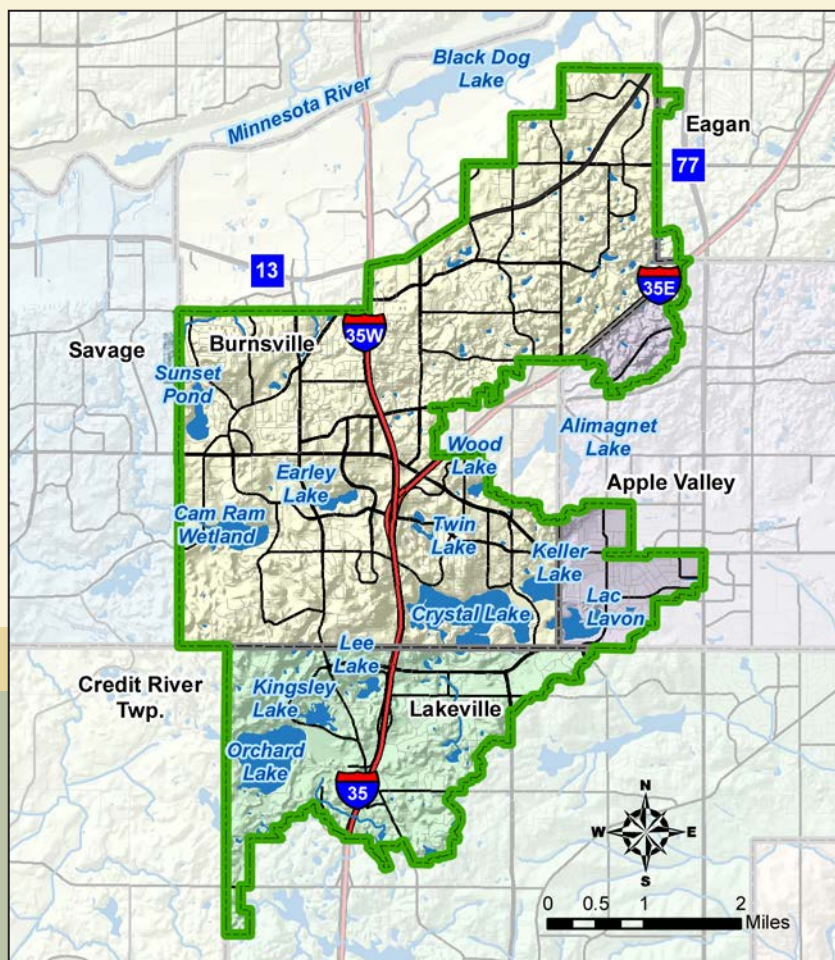 Black Dog
Lake
Minnesota River
Eagan
77
13
35E
35W
Savage
Burnsville
Sunset
Pond
Alimagnet
Lake
Wood
Lake
Earley
Lake
Apple Valley
Cam Ram
Wetland
Twin
Lake
Keller
Lake
Lac
Lavon
Crystal Lake
Lee
Lake
Credit River
Twp.
Kingsley
Lake
Lakeville
Orchard
Lake
35
N
W
E
S
0 0.5 1 2
Miles